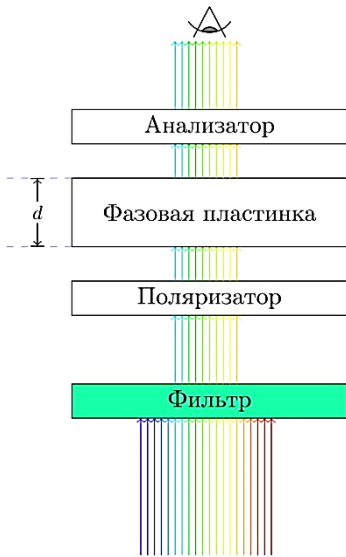 Анализатор
d
Фазовая пластинка
Поляризатор
Фильтр